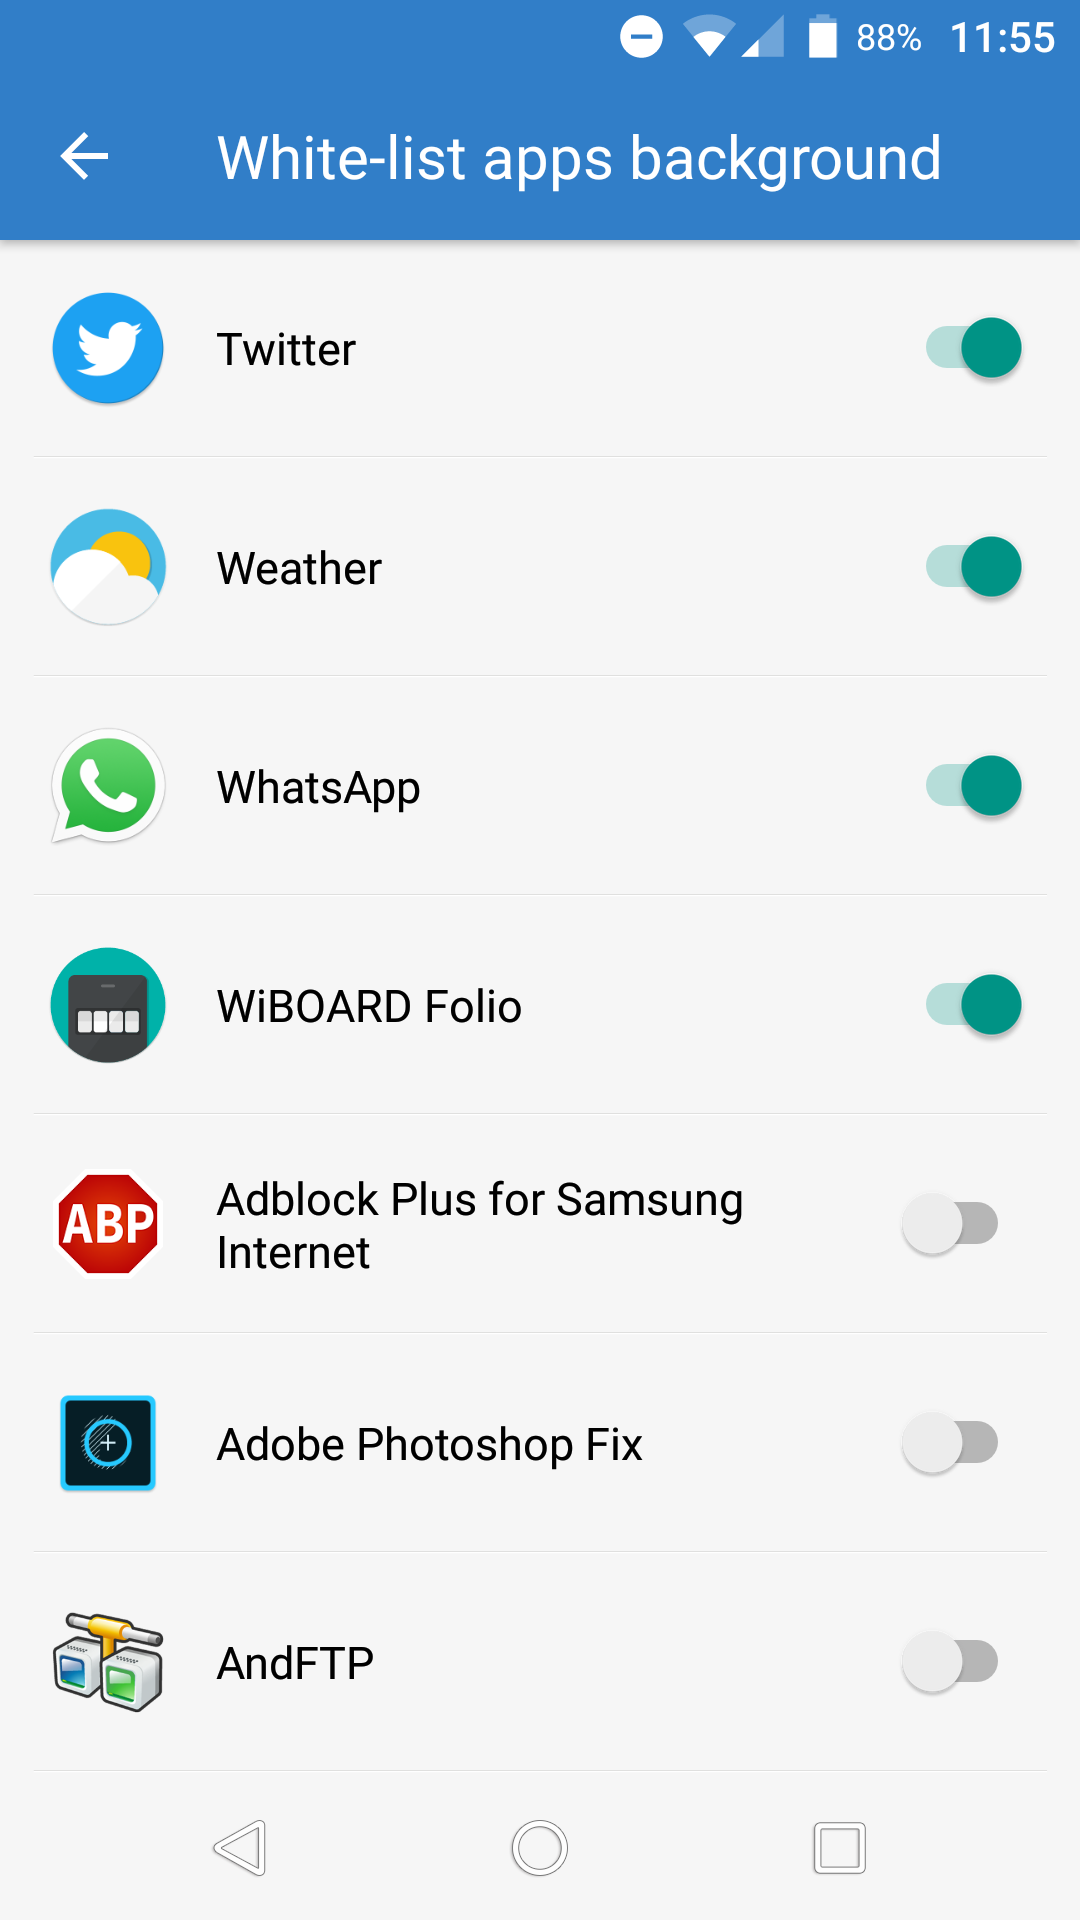 88% 11:55
White-list apps background
Twitter
Weather
WhatsApp
WiBOARD Folio
ABP
Adblock Plus for Samsung
Internet
Adobe Photoshop Fix
AndFTP